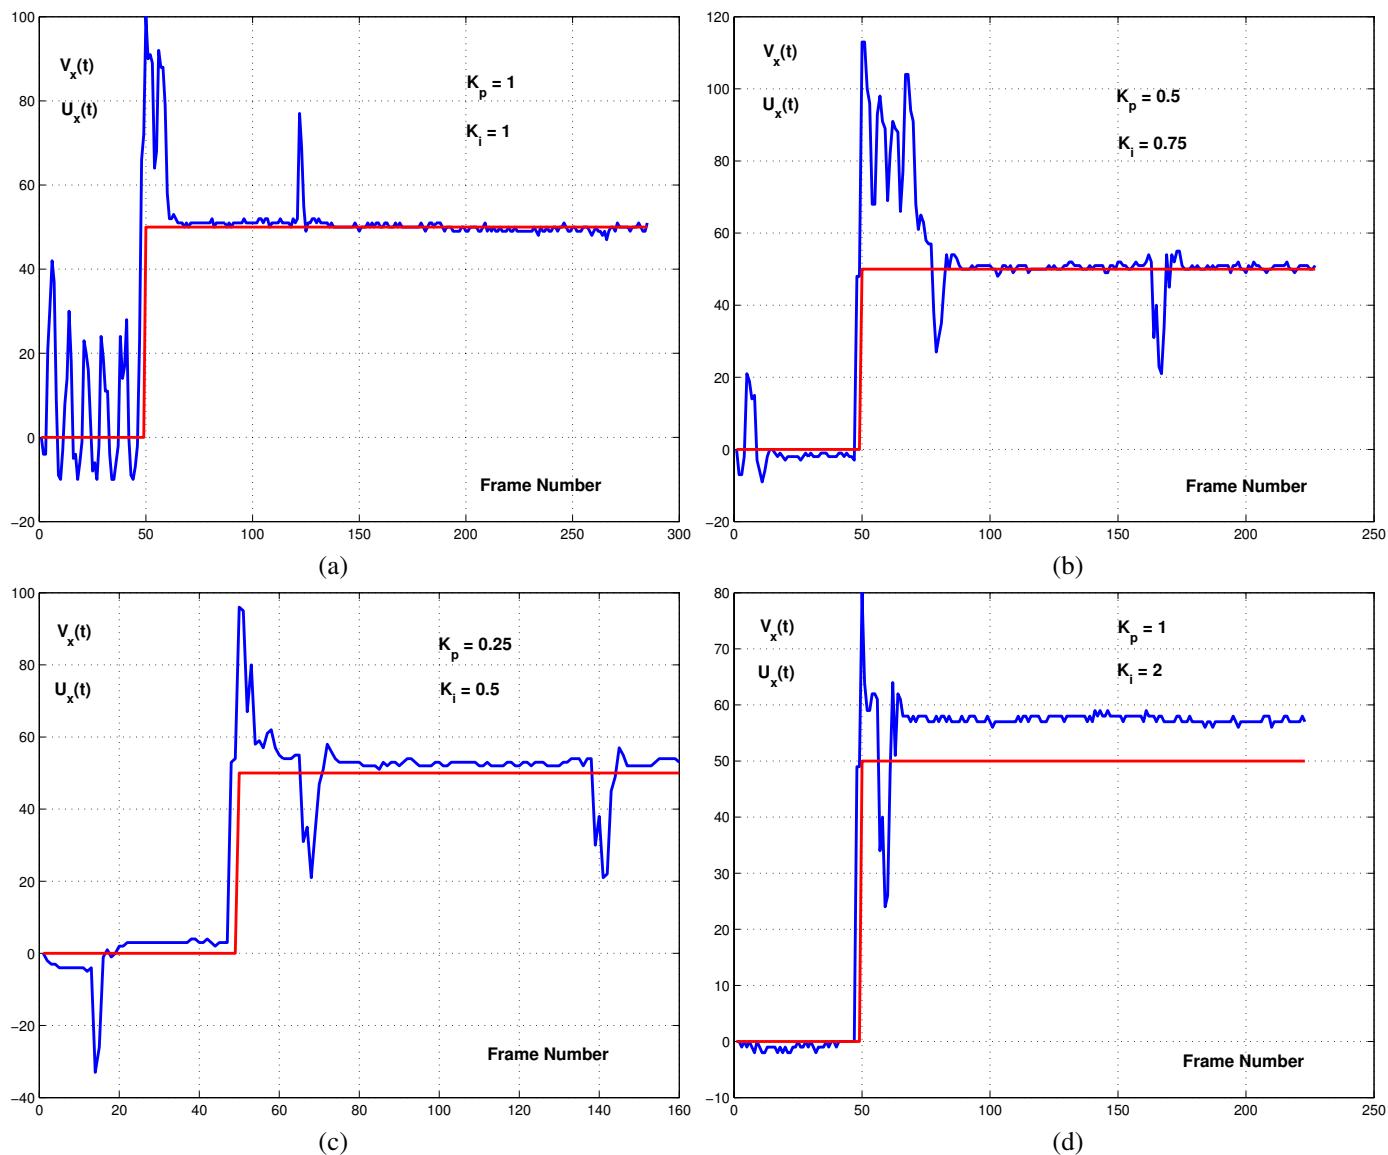 100
80
60
40
20
0
−20
0 50 100 150 200 250 300
V_x(t)
U_x(t)
K_p = 1
K_i = 1
Frame Number
(a)
120
100
80
60
40
20
0
−20
0 50 100 150 200 250
V_x(t)
U_x(t)
K_p = 0.5
K_i = 0.75
Frame Number
(b)
100
80
60
40
20
0
−20
−40
0 20 40 60 80 100 120 140 160
V_x(t)
U_x(t)
K_p = 0.25
K_i = 0.5
Frame Number
(c)
80
70
60
50
40
30
20
10
0
−10
0 50 100 150 200 250
V_x(t)
U_x(t)
K_p = 1
K_i = 2
Frame Number
(d)